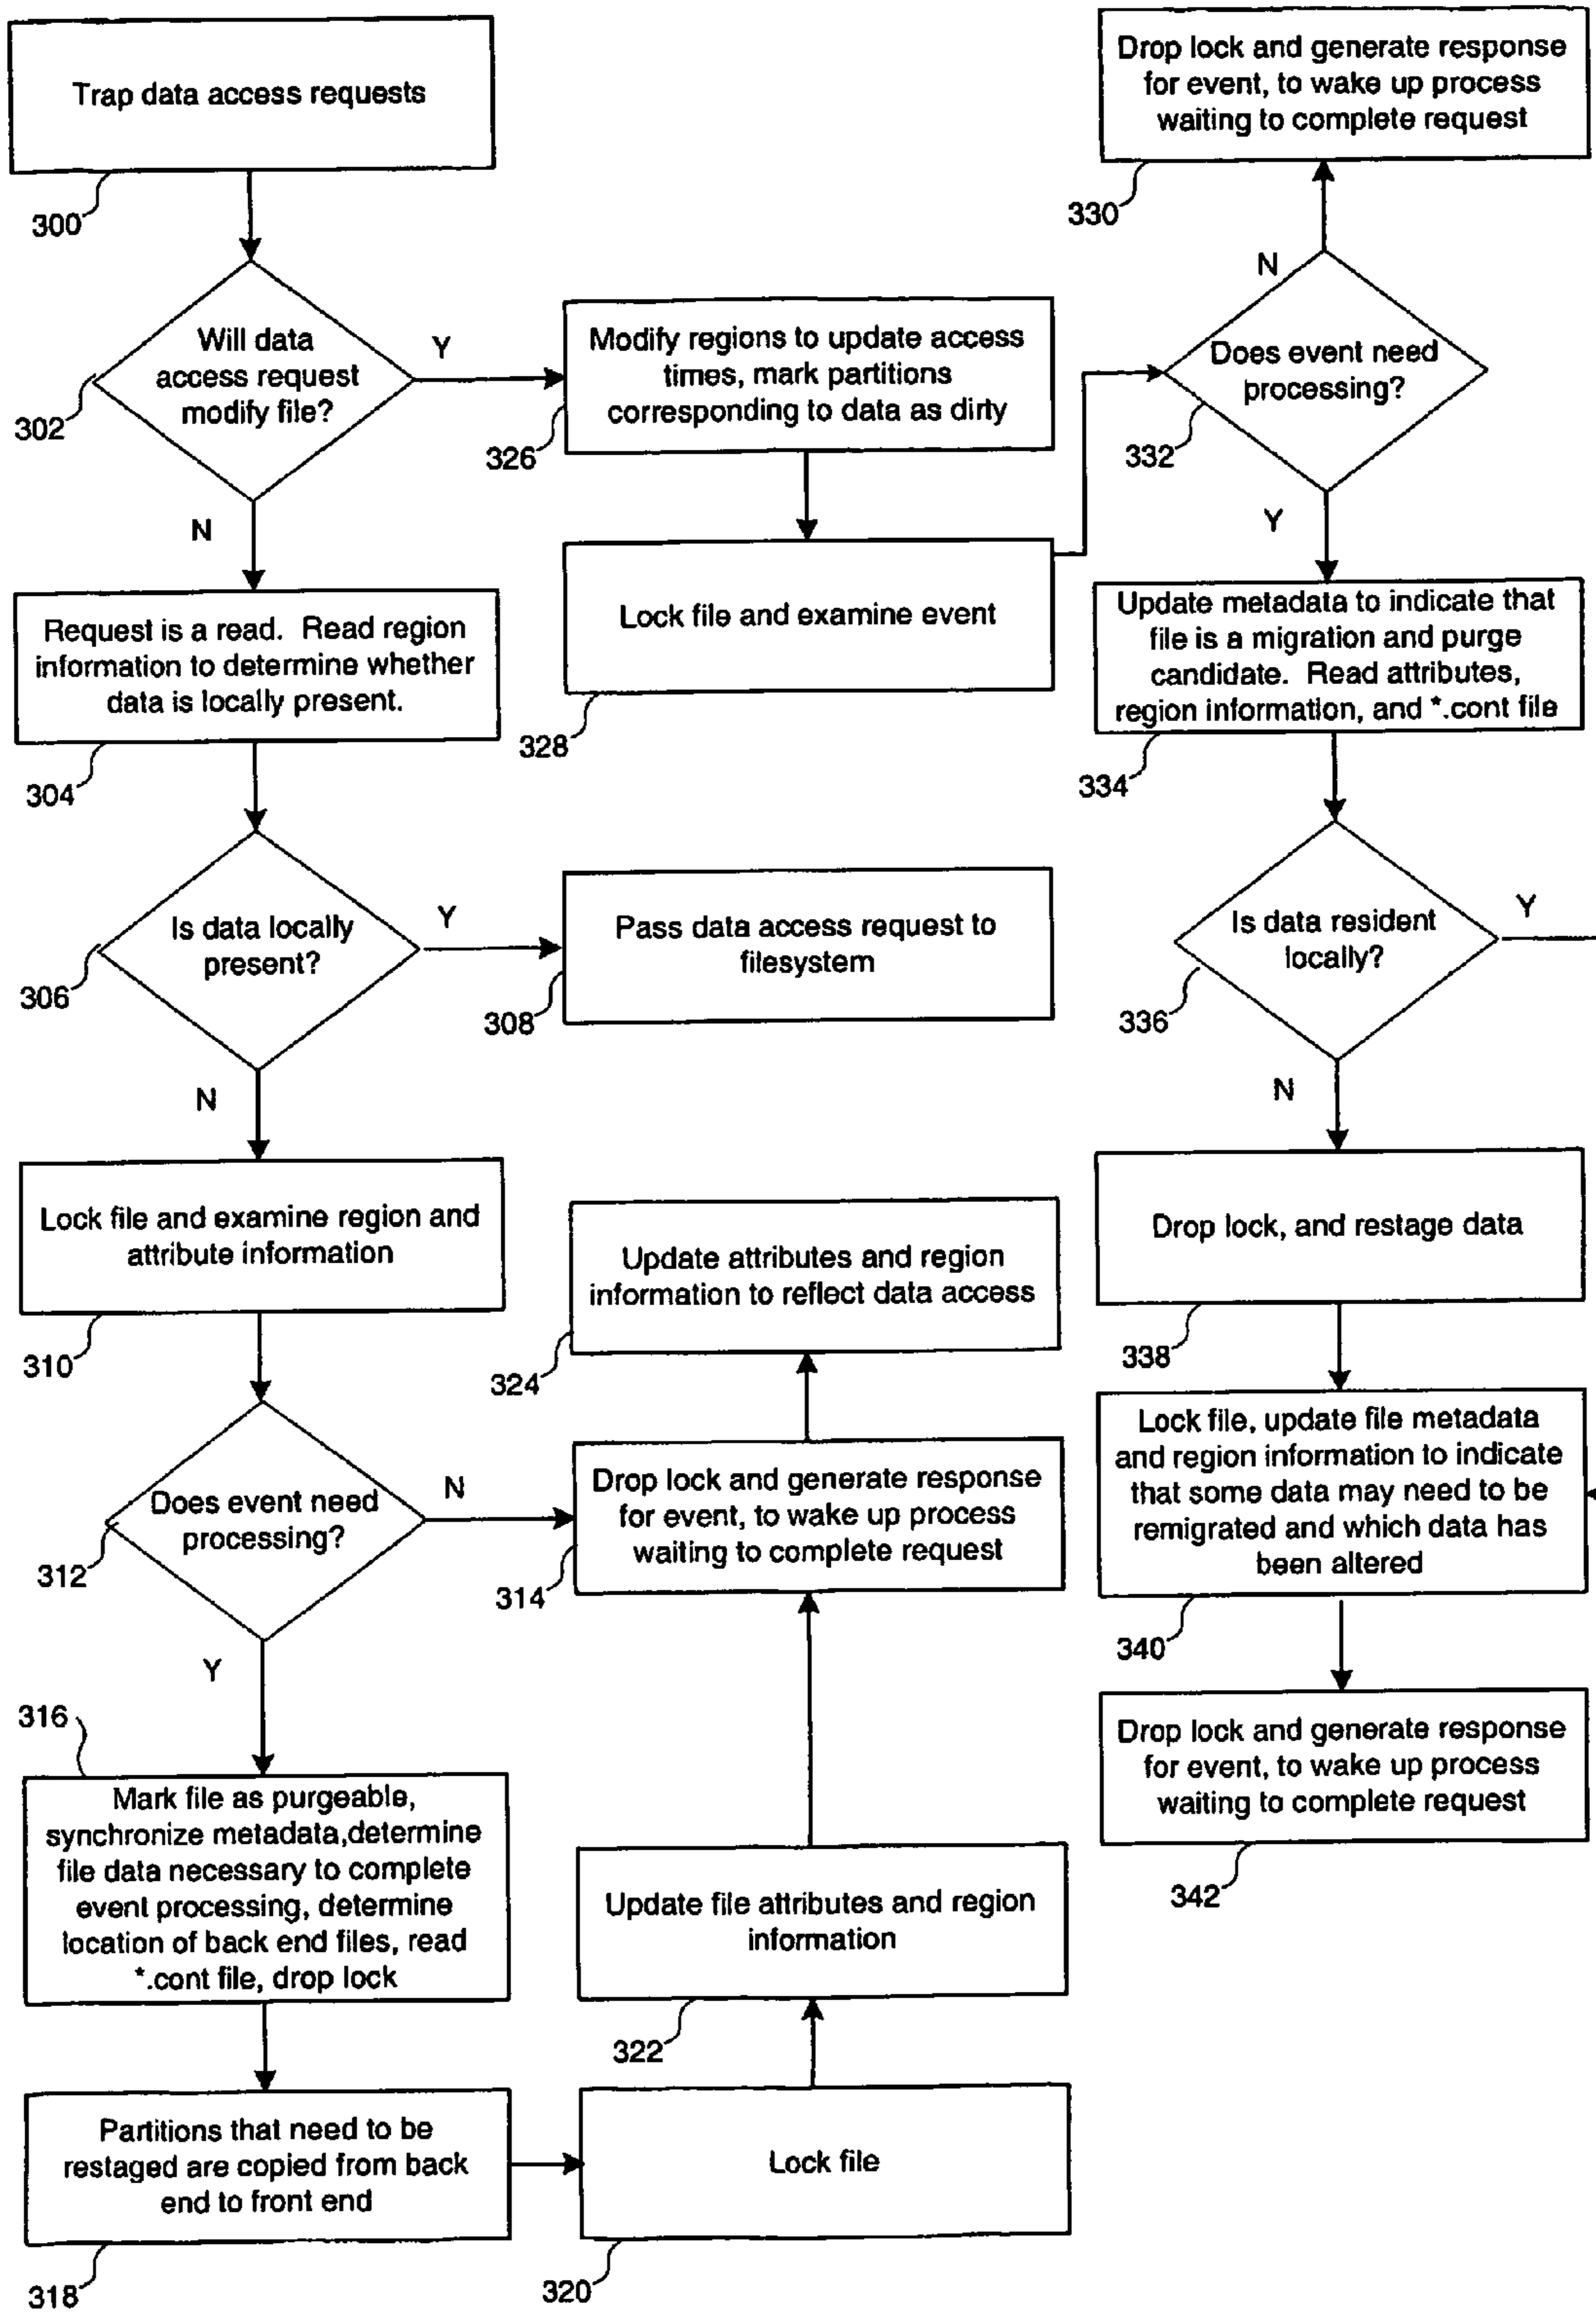 Trap data access requests
300
Will data
access request
modify file?
302
Y
N
Request is a read. Read region
information to determine whether
data is locally present.
304
Is data locally
present?
306
Y
N
Pass data access request to
filesystem
308
Lock file and examine region and
attribute information
310
Does event need
processing?
312
N
Y
316
Mark file as purgeable,
synchronize metadata,determine
file data necessary to complete
event processing, determine
location of back end files, read
*.cont file, drop lock
Partitions that need to be
restaged are copied from back
end to front end
318
Lock file
320
Update file attributes and region
information
322
Drop lock and generate response
for event, to wake up process
waiting to complete request
314
Update attributes and region
information to reflect data access
324
Modify regions to update access
times, mark partitions
corresponding to data as dirty
326
Lock file and examine event
328
Drop lock and generate response
for event, to wake up process
waiting to complete request
330
N
Does event need
processing?
332
Y
Update metadata to indicate that
file is a migration and purge
candidate. Read attributes,
region information, and *.cont file
334
Is data resident
locally?
336
Y
N
Drop lock, and restage data
338
Lock file, update file metadata
and region information to indicate
that some data may need to be
remigrated and which data has
been altered
340
Drop lock and generate response
for event, to wake up process
waiting to complete request
342